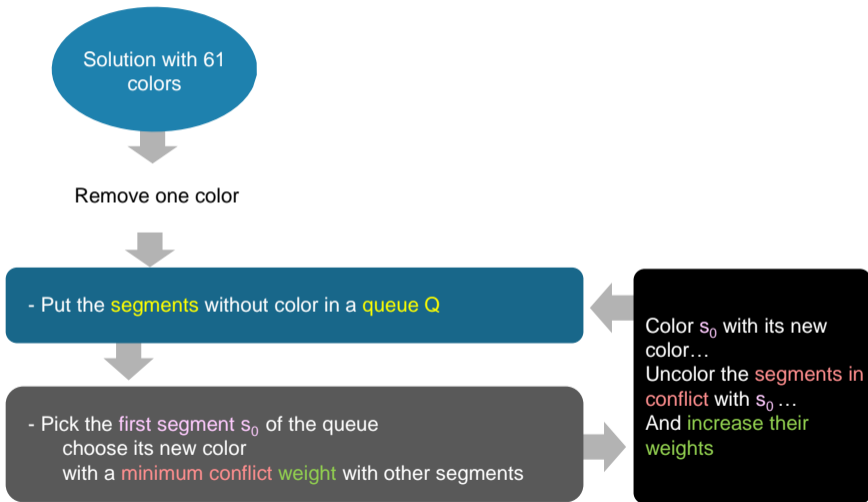 Solution with 61
colors
Remove one color
- Put the segments without color in a queue Q
- Pick the first segment s₀ of the queue
choose its new color
with a minimum conflict weight with other segments
Color s₀ with its new
color…
Uncolor the segments in
conflict with s₀ …
And increase their
weights